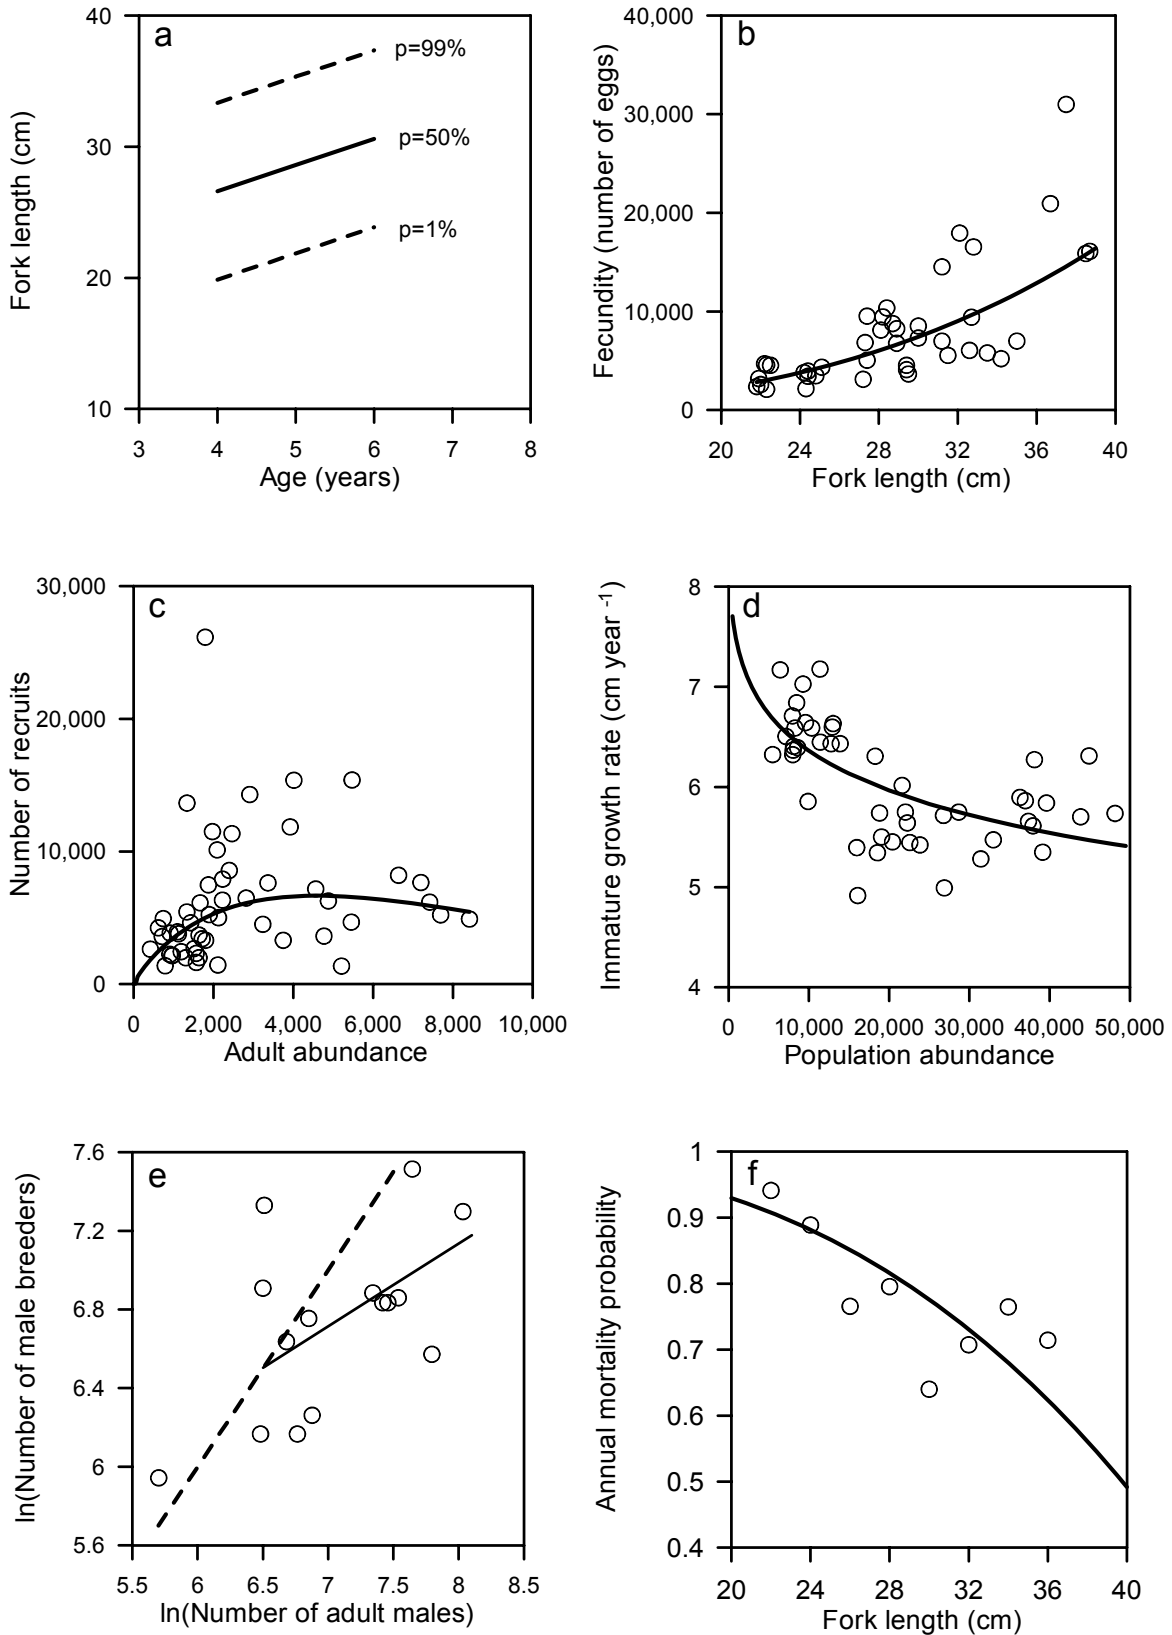 a
40
30
20
10
3 4 5 6 7 8
Fork length (cm)
Age (years)
p=99%
p=50%
p=1%
b
40,000
30,000
20,000
10,000
0
20 24 28 32 36 40
Fecundity (number of eggs)
Fork length (cm)
c
30,000
20,000
10,000
0
0 2,000 4,000 6,000 8,000 10,000
Number of recruits
Adult abundance
d
8
7
6
5
4
0 10,000 20,000 30,000 40,000 50,000
Immature growth rate (cm year -1)
Population abundance
e
7.6
7.2
6.8
6.4
6
5.6
5.5 6 6.5 7 7.5 8 8.5
ln(Number of male breeders)
ln(Number of adult males)
f
1
0.9
0.8
0.7
0.6
0.5
0.4
20 24 28 32 36 40
Annual mortality probability
Fork length (cm)